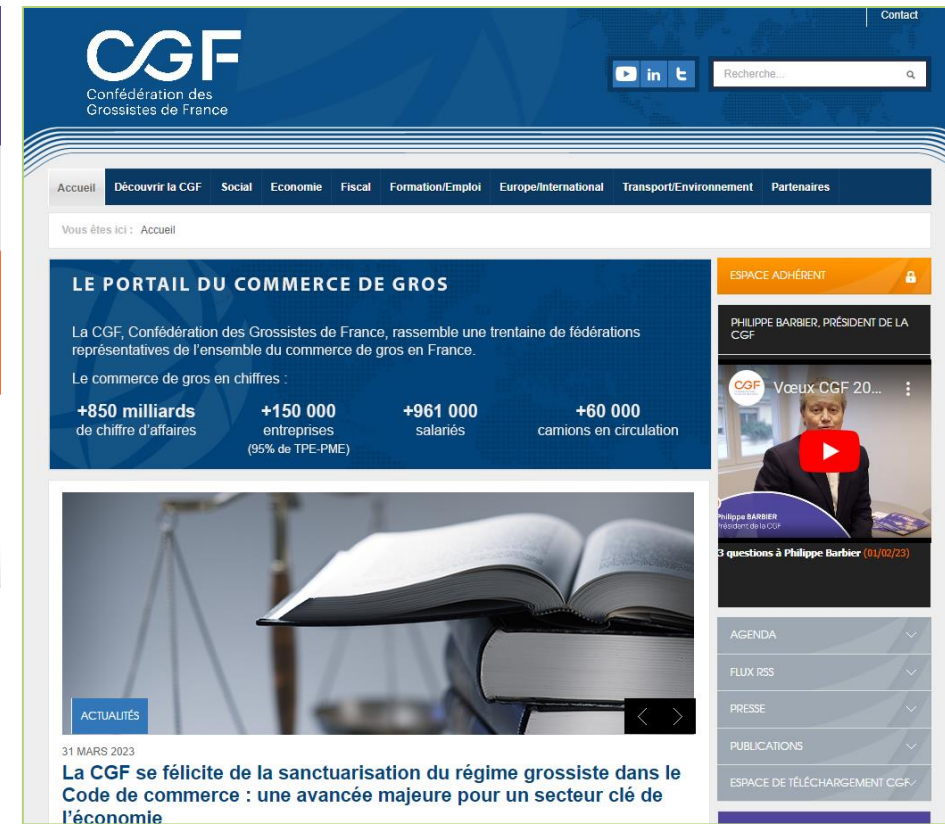 Contact
CGF
Confédération des
Grossistes de France
in
Recherche...
Accueil Découvrir la CGF Social Economie Fiscal Formation/Emploi Europe/International Transport/Environnement Partenaires
Vous êtes ici : Accueil
LE PORTAIL DU COMMERCE DE GROS
La CGF, Confédération des Grossistes de France, rassemble une trentaine de fédérations
représentatives de l'ensemble du commerce de gros en France.
Le commerce de gros en chiffres :
+850 milliards +150 000 +961 000 +60 000
de chiffre d'affaires entreprises salariés camions en circulation
(95% de TPE-PME)
ACTUALITÉS
31 MARS 2023
La CGF se félicite de la sanctuarisation du régime grossiste dans le
Code de commerce : une avancée majeure pour un secteur clé de
l'économie
ESPACE ADHÉRENT
PHILIPPE BARBIER, PRÉSIDENT DE LA
CGF
CGF
Vœux CGF 20...
Philippe BARBIER
Président de la CGF
3 questions à Philippe Barbier (01/02/23)
AGENDA
FLUX RSS
PRESSE
PUBLICATIONS
ESPACE DE TÉLÉCHARGEMENT CGF